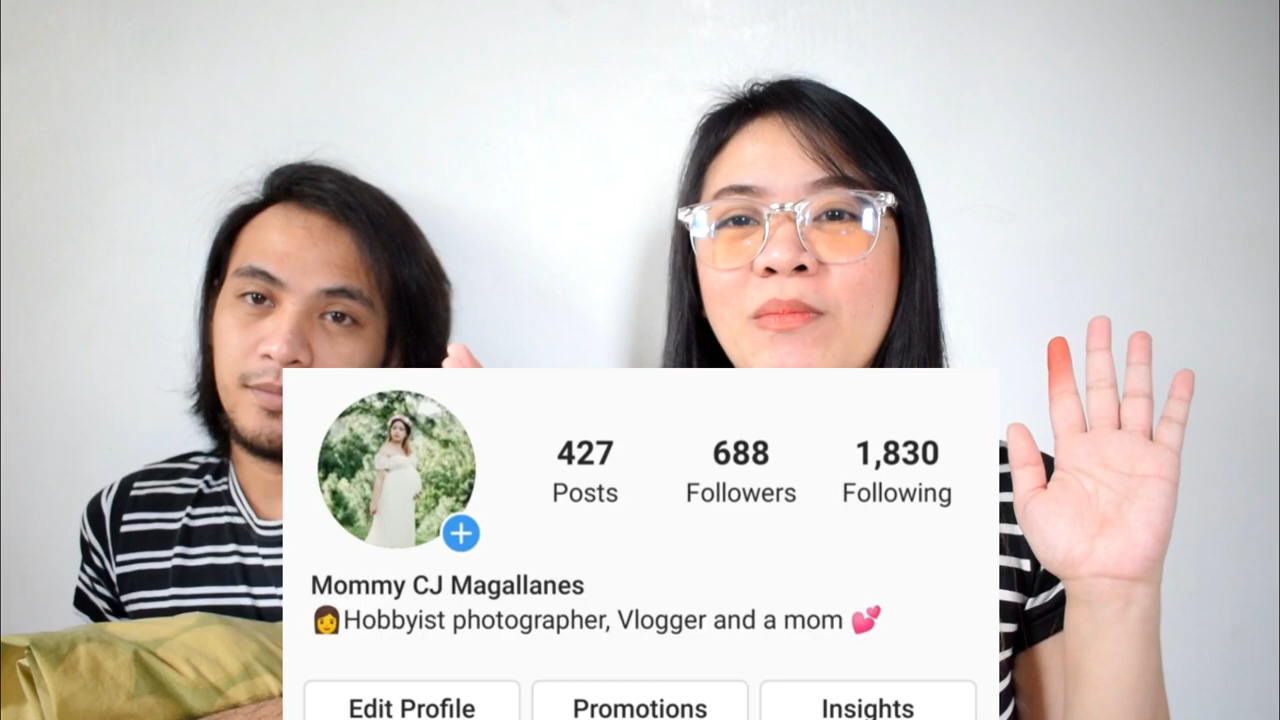 427 688 1,830
Posts Followers Following
Mommy CJ Magallanes
👩Hobbyist photographer, Vlogger and a mom 💕
Edit Profile Promotions Insights